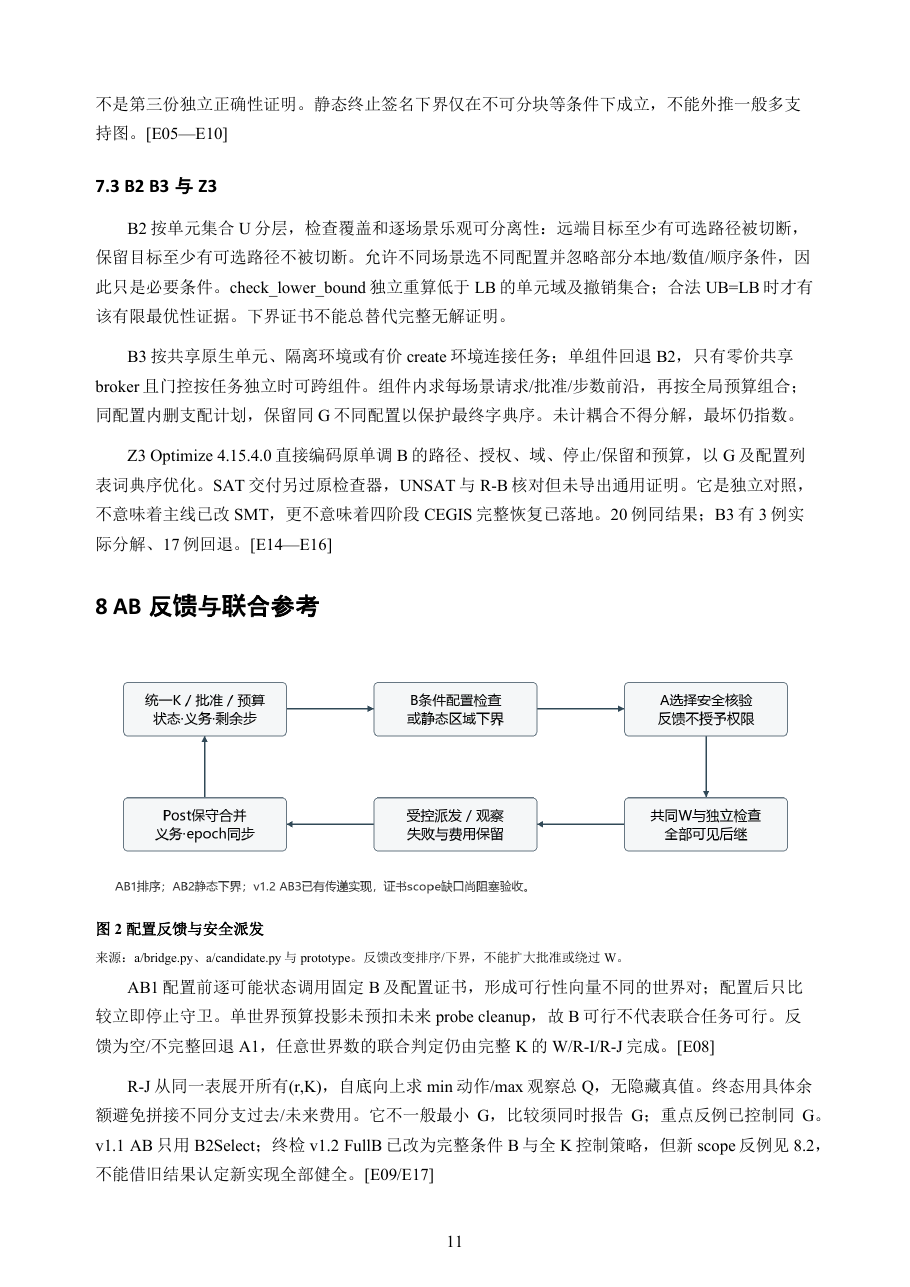 不是第三份独立正确性证明。静态终止签名下界仅在不可分块等条件下成立，不能外推一般多支
持图。[E05—E10]
7.3 B2 B3 与 Z3
B2 按单元集合 U 分层，检查覆盖和逐场景乐观可分离性：远端目标至少有可选路径被切断，
保留目标至少有可选路径不被切断。允许不同场景选不同配置并忽略部分本地/数值/顺序条件，因
此只是必要条件。check_lower_bound 独立重算低于 LB 的单元域及撤销集合；合法 UB=LB 时才有
该有限最优性证据。下界证书不能总替代完整无解证明。
B3 按共享原生单元、隔离环境或有价 create 环境连接任务；单组件回退 B2，只有零价共享
broker 且门控按任务独立时可跨组件。组件内求每场景请求/批准/步数前沿，再按全局预算组合；
同配置内删支配计划，保留同 G 不同配置以保护最终字典序。未计耦合不得分解，最坏仍指数。
Z3 Optimize 4.15.4.0 直接编码原单调 B 的路径、授权、域、停止/保留和预算，以 G 及配置列
表词典序优化。SAT 交付另过原检查器，UNSAT 与 R-B 核对但未导出通用证明。它是独立对照，
不意味着主线已改 SMT，更不意味着四阶段 CEGIS 完整恢复已落地。20 例同结果；B3 有 3 例实
际分解、17 例回退。[E14—E16]
8 AB 反馈与联合参考
统一K / 批准 / 预算
状态·义务·剩余步
B条件配置检查
或静态区域下界
A选择安全核验
反馈不授予权限
Post保守合并
义务·epoch同步
受控派发 / 观察
失败与费用保留
共同W与独立检查
全部可见后继
AB1排序；AB2静态下界；v1.2 AB3已有传递实现，证书scope缺口尚阻塞验收。
图 2 配置反馈与安全派发
来源：a/bridge.py、a/candidate.py 与 prototype。反馈改变排序/下界，不能扩大批准或绕过 W。
AB1 配置前逐可能状态调用固定 B 及配置证书，形成可行性向量不同的世界对；配置后只比
较立即停止守卫。单世界预算投影未预扣未来 probe cleanup，故 B 可行不代表联合任务可行。反
馈为空/不完整回退 A1，任意世界数的联合判定仍由完整 K 的 W/R-I/R-J 完成。[E08]
R-J 从同一表展开所有(r,K)，自底向上求 min 动作/max 观察总 Q，无隐藏真值。终态用具体余
额避免拼接不同分支过去/未来费用。它不一般最小 G，比较须同时报告 G；重点反例已控制同 G。
v1.1 AB 只用 B2Select；终检 v1.2 FullB 已改为完整条件 B 与全 K 控制策略，但新 scope 反例见 8.2，
不能借旧结果认定新实现全部健全。[E09/E17]
11